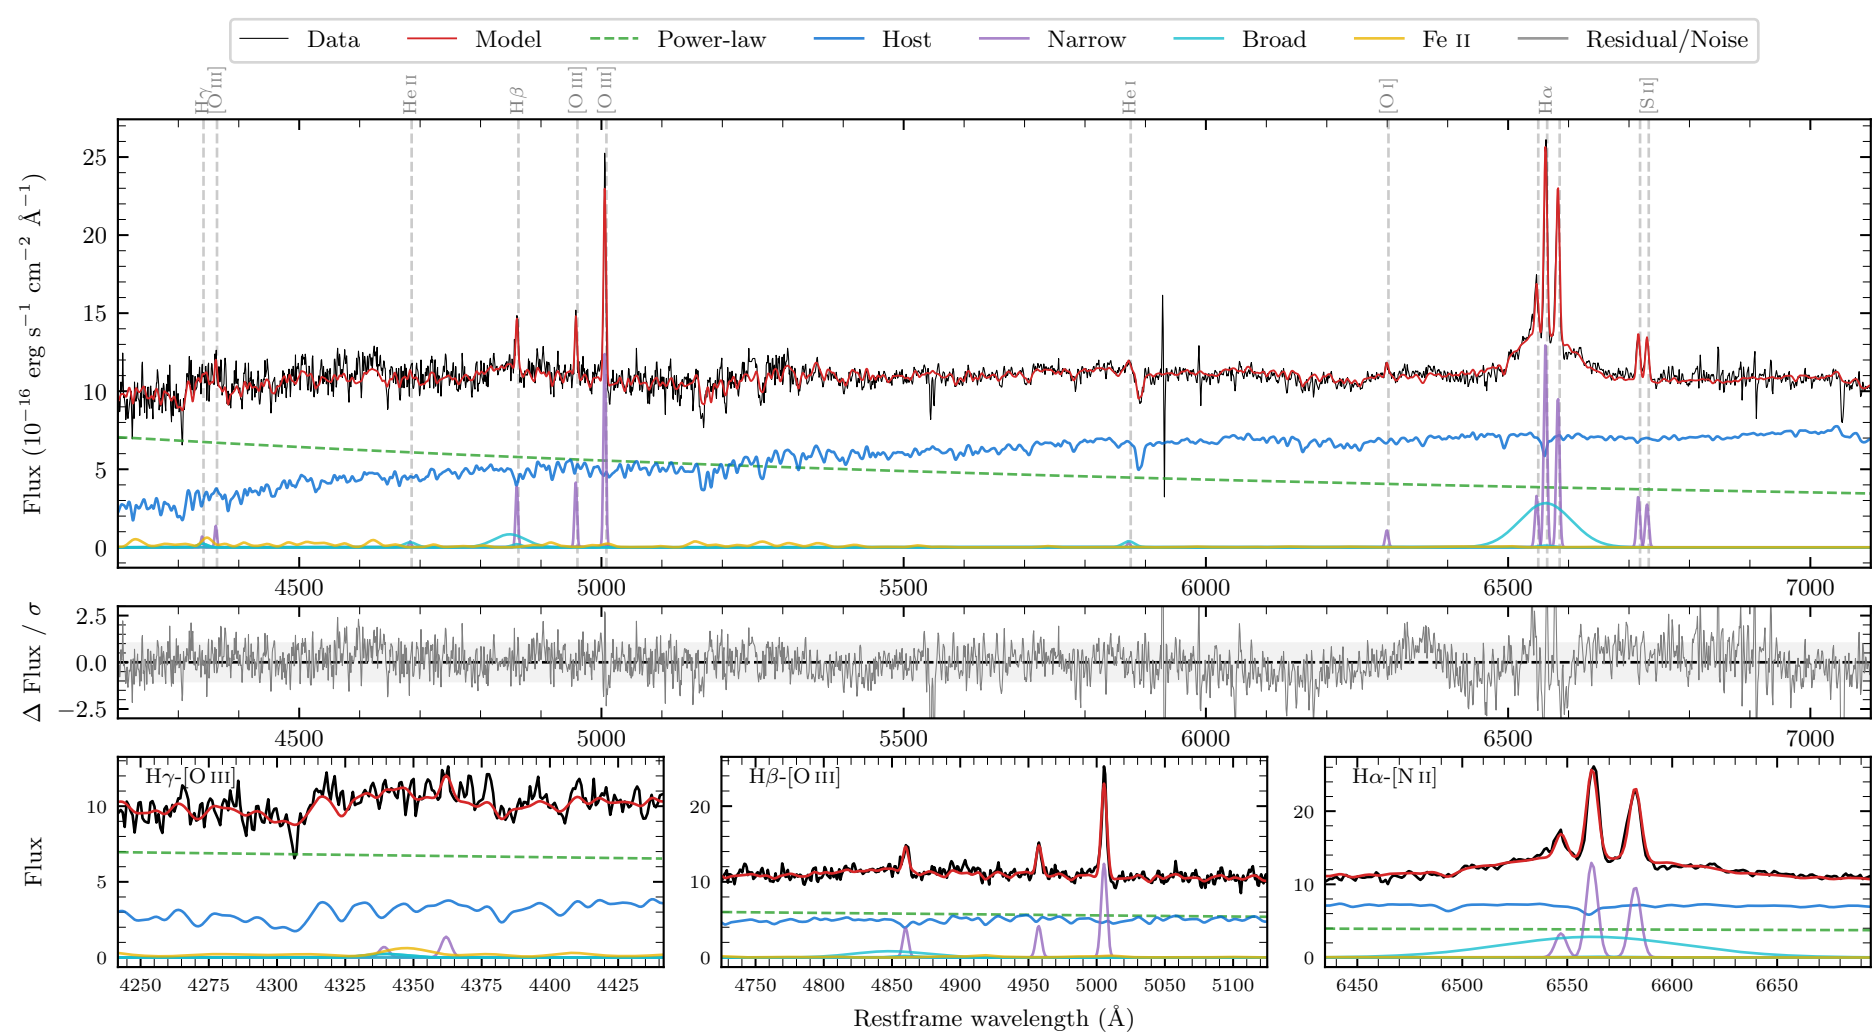 Data Model Power-law Host Narrow Broad Fe II Residual/Noise
Hγ [O III] He II Hβ [O III] [O III] He I [O I] Hα [S II]
Flux (10⁻¹⁶ erg s⁻¹ cm⁻² Å⁻¹)
25
20
15
10
5
0
4500 5000 5500 6000 6500 7000
Δ Flux / σ
2.5
0.0
−2.5
4500 5000 5500 6000 6500 7000
Flux
Hγ-[O III]
10
5
0
4250 4275 4300 4325 4350 4375 4400 4425
Hβ-[O III]
20
10
0
4750 4800 4850 4900 4950 5000 5050 5100
Hα-[N II]
20
10
0
6450 6500 6550 6600 6650
Restframe wavelength (Å)